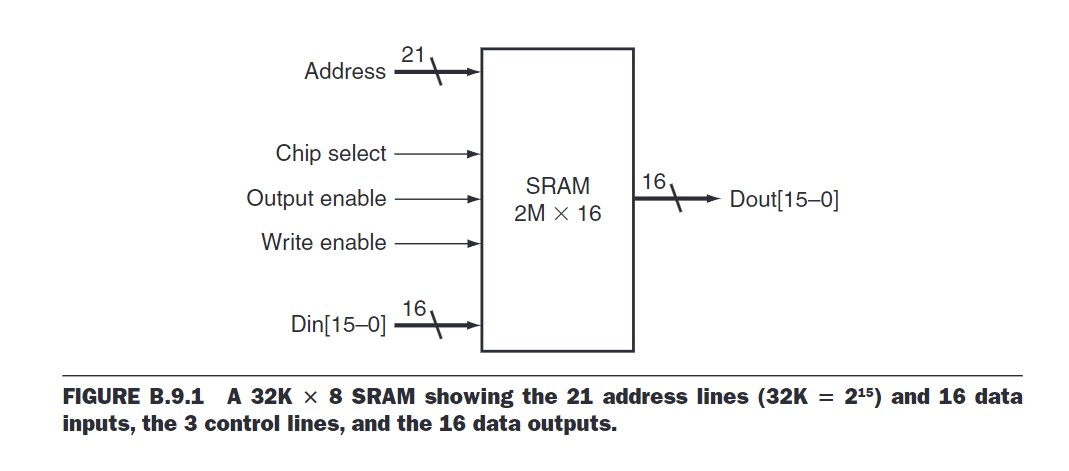 21
Address
Chip select
Output enable
Write enable
16
Din[15–0]
SRAM
2M × 16
16
Dout[15–0]
FIGURE B.9.1 A 32K × 8 SRAM showing the 21 address lines (32K = 2¹⁵) and 16 data
inputs, the 3 control lines, and the 16 data outputs.